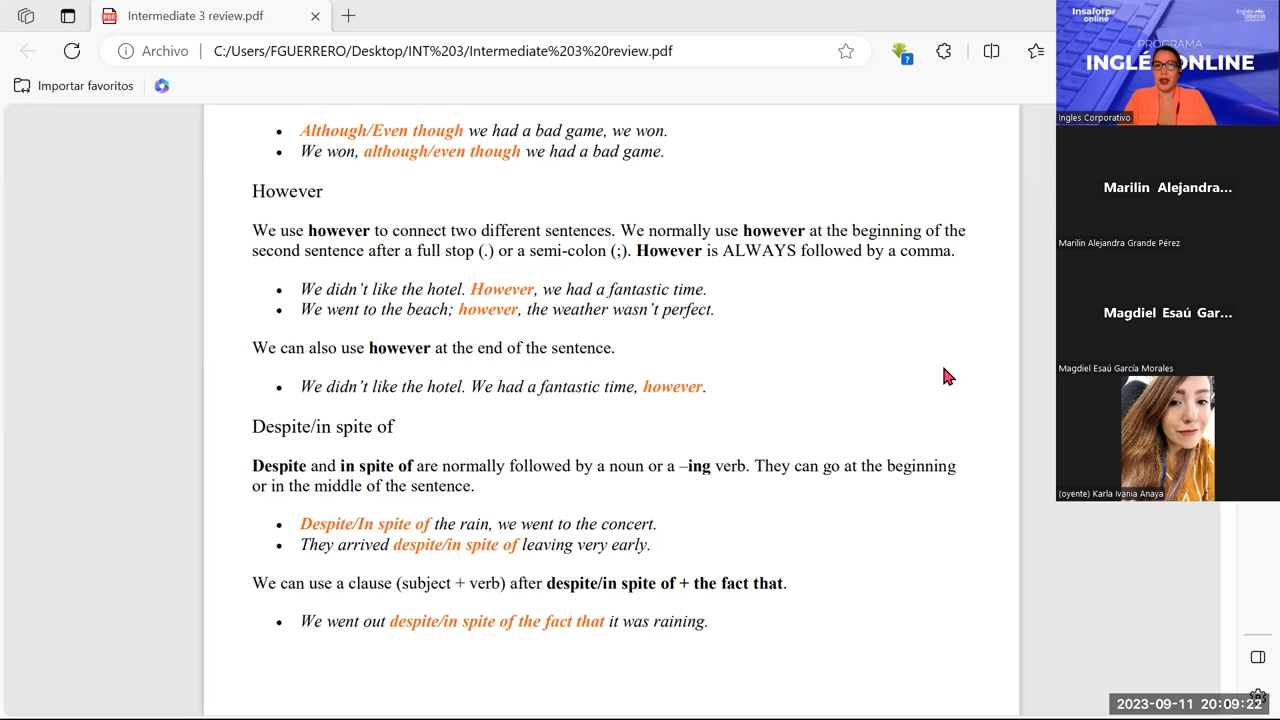 Intermediate 3 review.pdf
Archivo
C:/Users/FGUERRERO/Desktop/INT%203/Intermediate%203%20review.pdf
Importar favoritos
• Although/Even though we had a bad game, we won.
• We won, although/even though we had a bad game.
However
We use however to connect two different sentences. We normally use however at the beginning of the
second sentence after a full stop (.) or a semi-colon (;). However is ALWAYS followed by a comma.
• We didn’t like the hotel. However, we had a fantastic time.
• We went to the beach; however, the weather wasn’t perfect.
We can also use however at the end of the sentence.
• We didn’t like the hotel. We had a fantastic time, however.
Despite/in spite of
Despite and in spite of are normally followed by a noun or a –ing verb. They can go at the beginning
or in the middle of the sentence.
• Despite/In spite of the rain, we went to the concert.
• They arrived despite/in spite of leaving very early.
We can use a clause (subject + verb) after despite/in spite of + the fact that.
• We went out despite/in spite of the fact that it was raining.
Insaforp
online
PROGRAMA
INGLÉ ONLINE
Ingles Corporativo
Marilin Alejandra...
Marilin Alejandra Grande Pérez
Magdiel Esaú Gar...
Magdiel Esaú García Morales
(oyente) Karla Ivania Anaya
2023-09-11 20:09:22